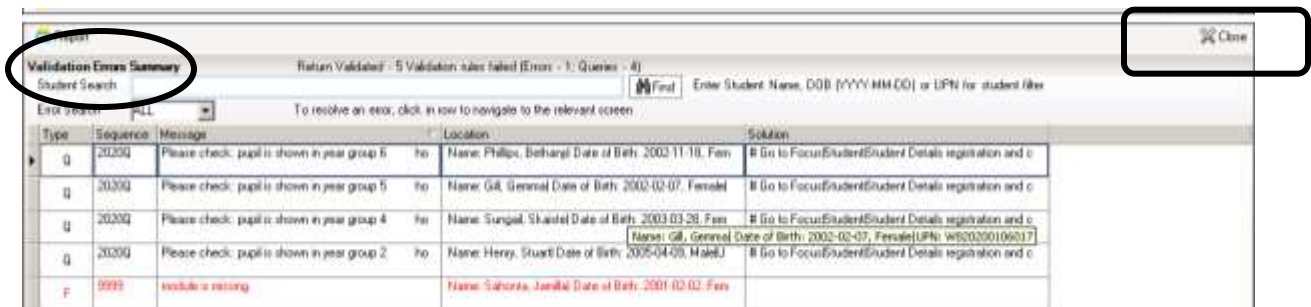 Report
Close
Validation Errors Summary Return Validated - 5 Validation rules failed (Errors - 1; Queries - 4)
Student Search Find Enter Student Name, DOB (YYYY-MM-DD) or UPN for student filter
Error Search ALL To resolve an error, click in row to navigate to the relevant screen
Type Sequence Message Location Solution
Q 2020Q Please check: pupil is shown in year group 6 ho Name: Phillips, Bethany| Date of Birth: 2002-11-18, Fem # Go to Focus|Student|Student Details registration and c
Q 2020Q Please check: pupil is shown in year group 5 ho Name: Gill, Gemma| Date of Birth: 2002-02-07, Female| # Go to Focus|Student|Student Details registration and c
Q 2020Q Please check: pupil is shown in year group 4 ho Date of Birth: 2003-03-28, Fem # Go to Focus|Student|Student Details registration and c
Name: Gill, Gemma| Date of Birth: 2002-02-07, Female|UPN: W820200106017
Q 2020Q Please check: pupil is shown in year group 2 ho Name: Henry, Stuart| Date of Birth: 2005-04-09, Male|U # Go to Focus|Student|Student Details registration and c
F 9999 module is missing Name: Jamilla| Date of Birth: 2001-02-02, Fem